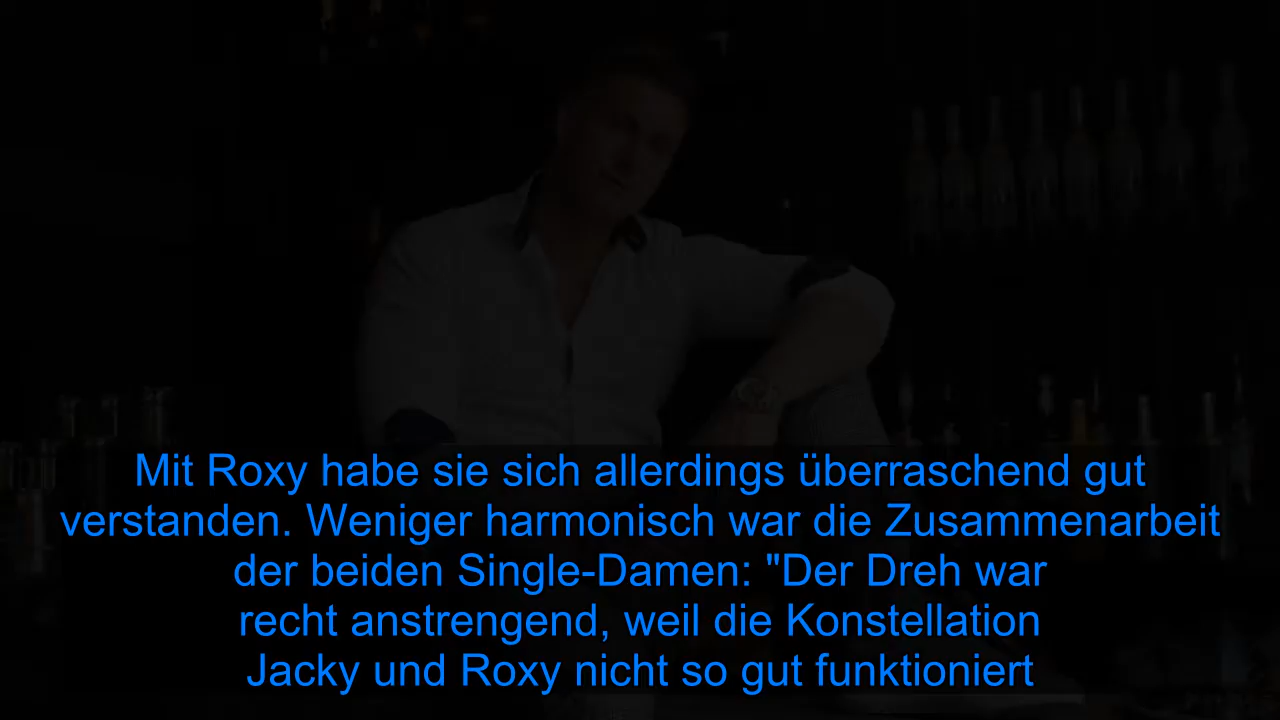 Mit Roxy habe sie sich allerdings überraschend gut
verstanden. Weniger harmonisch war die Zusammenarbeit
der beiden Single-Damen: "Der Dreh war
recht anstrengend, weil die Konstellation
Jacky und Roxy nicht so gut funktioniert